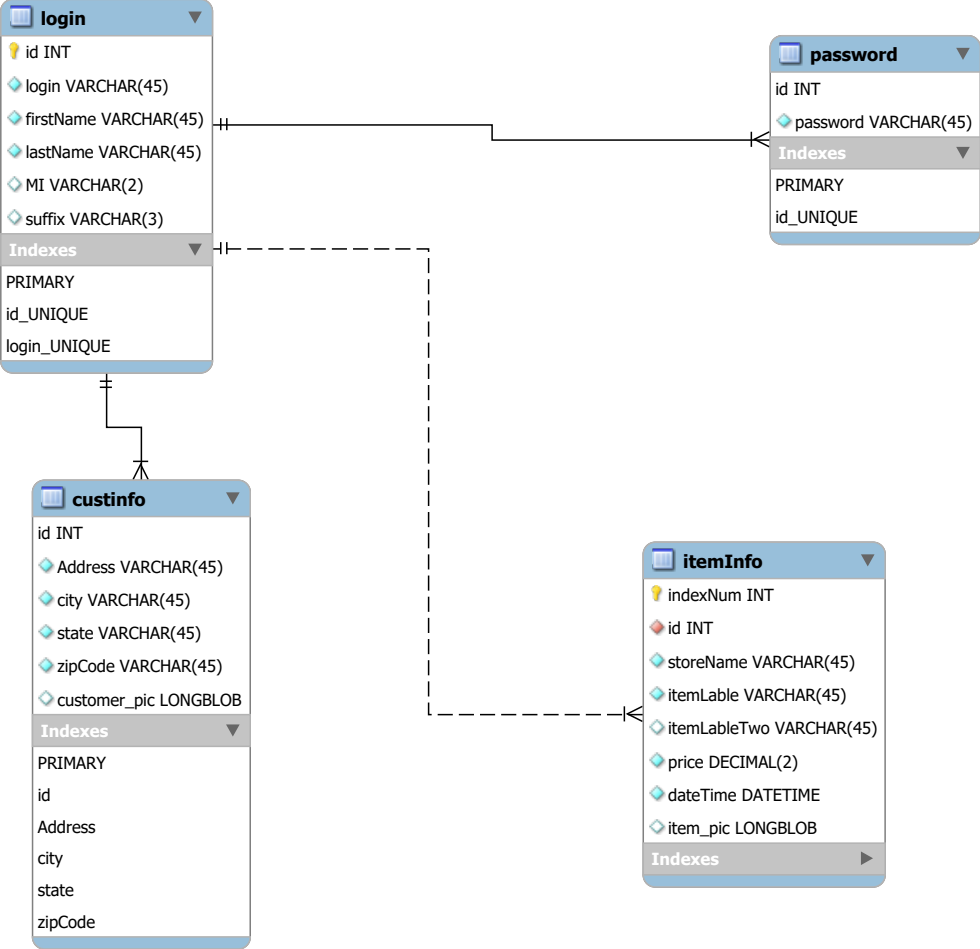 login
id INT
login VARCHAR(45)
firstName VARCHAR(45)
lastName VARCHAR(45)
MI VARCHAR(2)
suffix VARCHAR(3)
Indexes
PRIMARY
id_UNIQUE
login_UNIQUE
password
id INT
password VARCHAR(45)
Indexes
PRIMARY
id_UNIQUE
custinfo
id INT
Address VARCHAR(45)
city VARCHAR(45)
state VARCHAR(45)
zipCode VARCHAR(45)
customer_pic LONGBLOB
Indexes
PRIMARY
id
Address
city
state
zipCode
itemInfo
indexNum INT
id INT
storeName VARCHAR(45)
itemLable VARCHAR(45)
itemLableTwo VARCHAR(45)
price DECIMAL(2)
dateTime DATETIME
item_pic LONGBLOB
Indexes